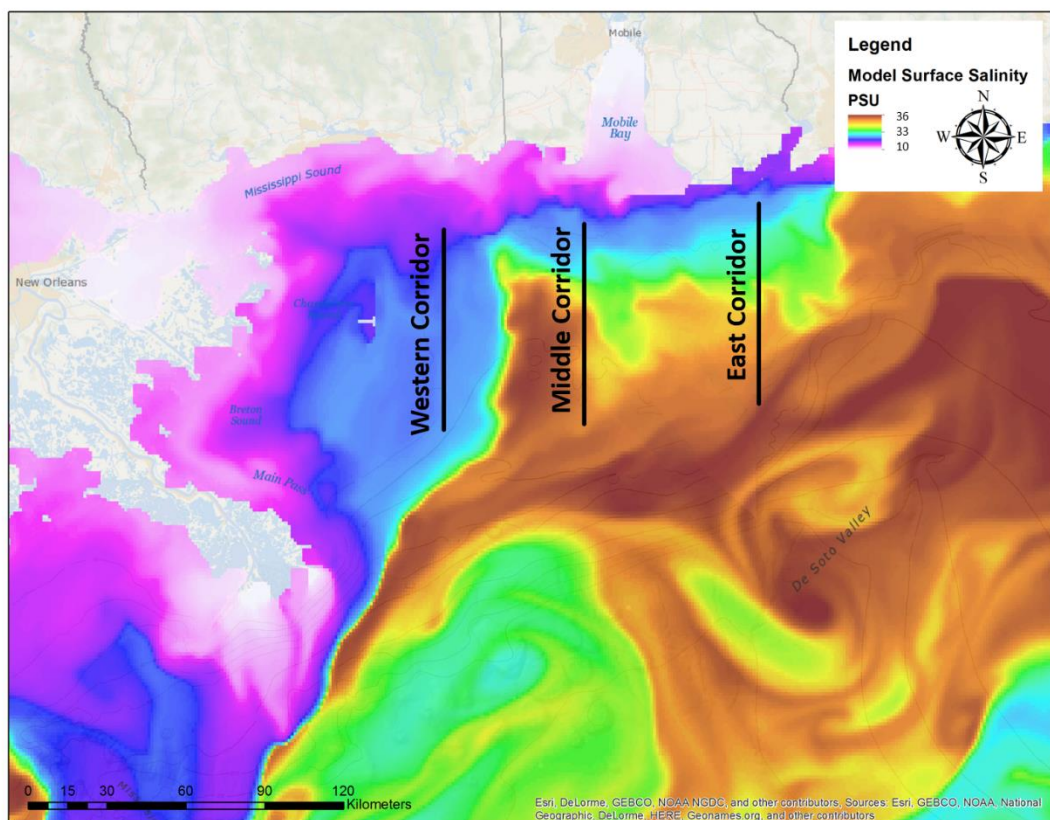 Mobile
Legend
Model Surface Salinity
PSU
36
33
10
N
W
E
S
Mobile
Bay
Mississippi Sound
New Orleans
Western Corridor
Middle Corridor
East Corridor
Breton
Sound
Main Pass
De Soto Valley
0 15 30 60 90 120
Kilometers
Esri, DeLorme, GEBCO, NOAA NGDC, and other contributors, Sources: Esri, GEBCO, NOAA, National
Geographic, DeLorme, HERE, Geonames.org, and other contributors